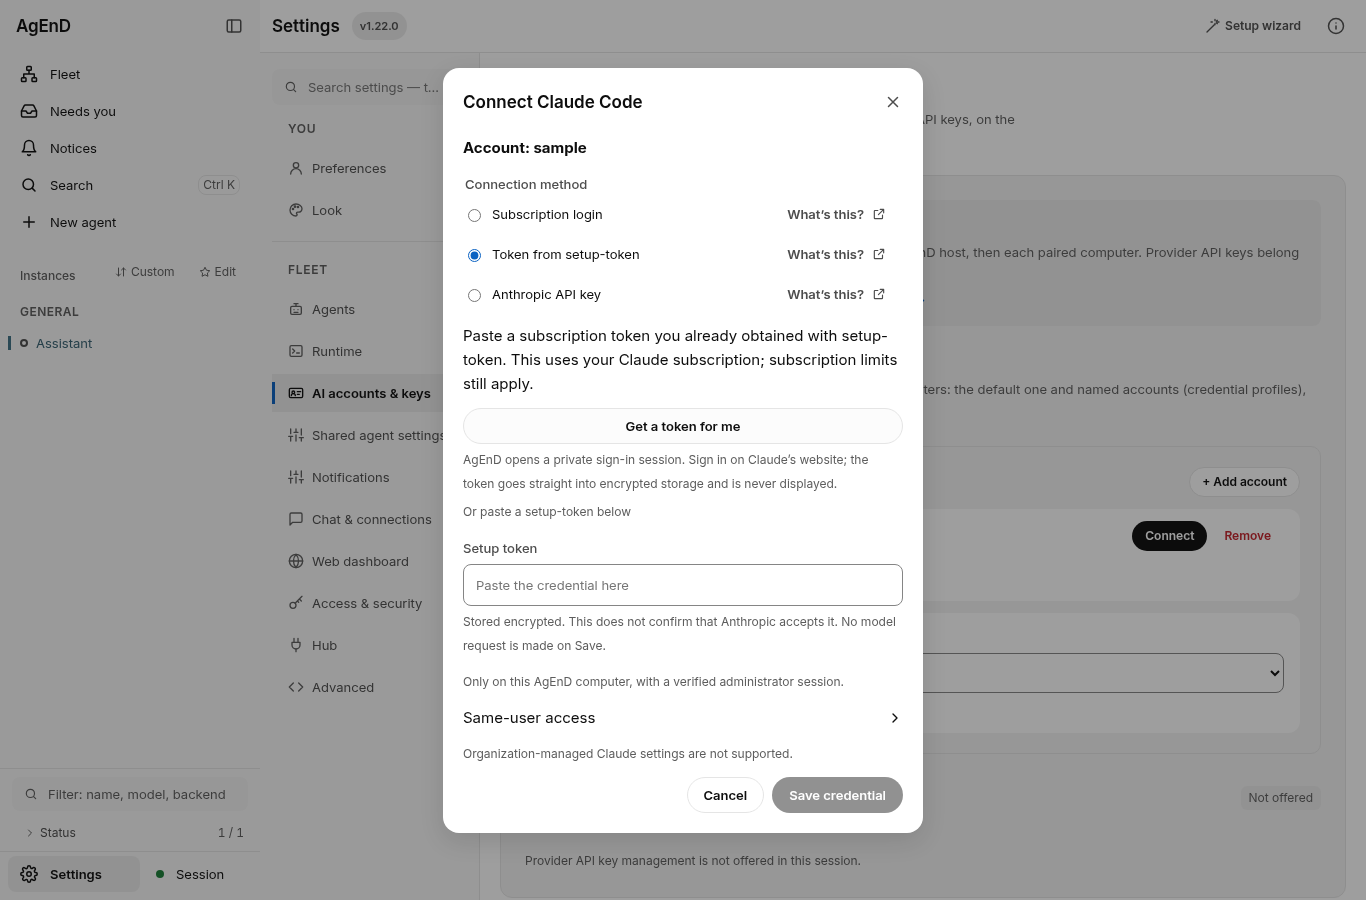 AgEnD
Settings
v1.22.0
Setup wizard
Fleet
Needs you
Notices
Search
Ctrl K
New agent
Instances
Custom
Edit
GENERAL
Assistant
Filter: name, model, backend
Status
1 / 1
Settings
Session
Search settings — t...
YOU
Preferences
Look
FLEET
Agents
Runtime
AI accounts & keys
Shared agent settings
Notifications
Chat & connections
Web dashboard
Access & security
Hub
Advanced
Connect Claude Code
Account: sample
Connection method
Subscription login
What's this?
Token from setup-token
What's this?
Anthropic API key
What's this?
Paste a subscription token you already obtained with setup-
token. This uses your Claude subscription; subscription limits
still apply.
Get a token for me
AgEnD opens a private sign-in session. Sign in on Claude's website; the
token goes straight into encrypted storage and is never displayed.
Or paste a setup-token below
Setup token
Paste the credential here
Stored encrypted. This does not confirm that Anthropic accepts it. No model
request is made on Save.
Only on this AgEnD computer, with a verified administrator session.
Same-user access
Organization-managed Claude settings are not supported.
Cancel
Save credential
keys, on the
host, then each paired computer. Provider API keys belong
the default one and named accounts (credential profiles),
+ Add account
Connect
Remove
Not offered
Provider API key management is not offered in this session.